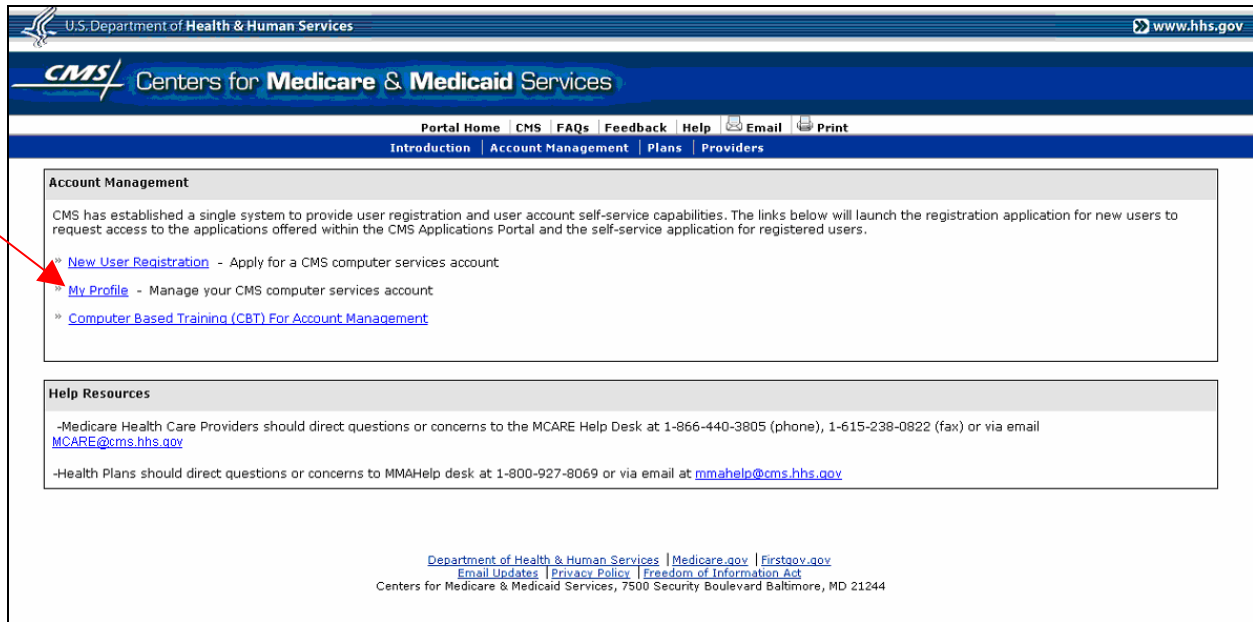 U.S. Department of Health & Human Services
www.hhs.gov
CMS
Centers for Medicare & Medicaid Services
Portal Home | CMS | FAQs | Feedback | Help | Email | Print
Introduction | Account Management | Plans | Providers
Account Management
CMS has established a single system to provide user registration and user account self-service capabilities. The links below will launch the registration application for new users to
request access to the applications offered within the CMS Applications Portal and the self-service application for registered users.
» New User Registration - Apply for a CMS computer services account
» My Profile - Manage your CMS computer services account
» Computer Based Training (CBT) For Account Management
Help Resources
-Medicare Health Care Providers should direct questions or concerns to the MCARE Help Desk at 1-866-440-3805 (phone), 1-615-238-0822 (fax) or via email
MCARE@cms.hhs.gov
-Health Plans should direct questions or concerns to MMAHelp desk at 1-800-927-8069 or via email at mmahelp@cms.hhs.gov
Department of Health & Human Services | Medicare.gov | Firstgov.gov
Email Updates | Privacy Policy | Freedom of Information Act
Centers for Medicare & Medicaid Services, 7500 Security Boulevard Baltimore, MD 21244